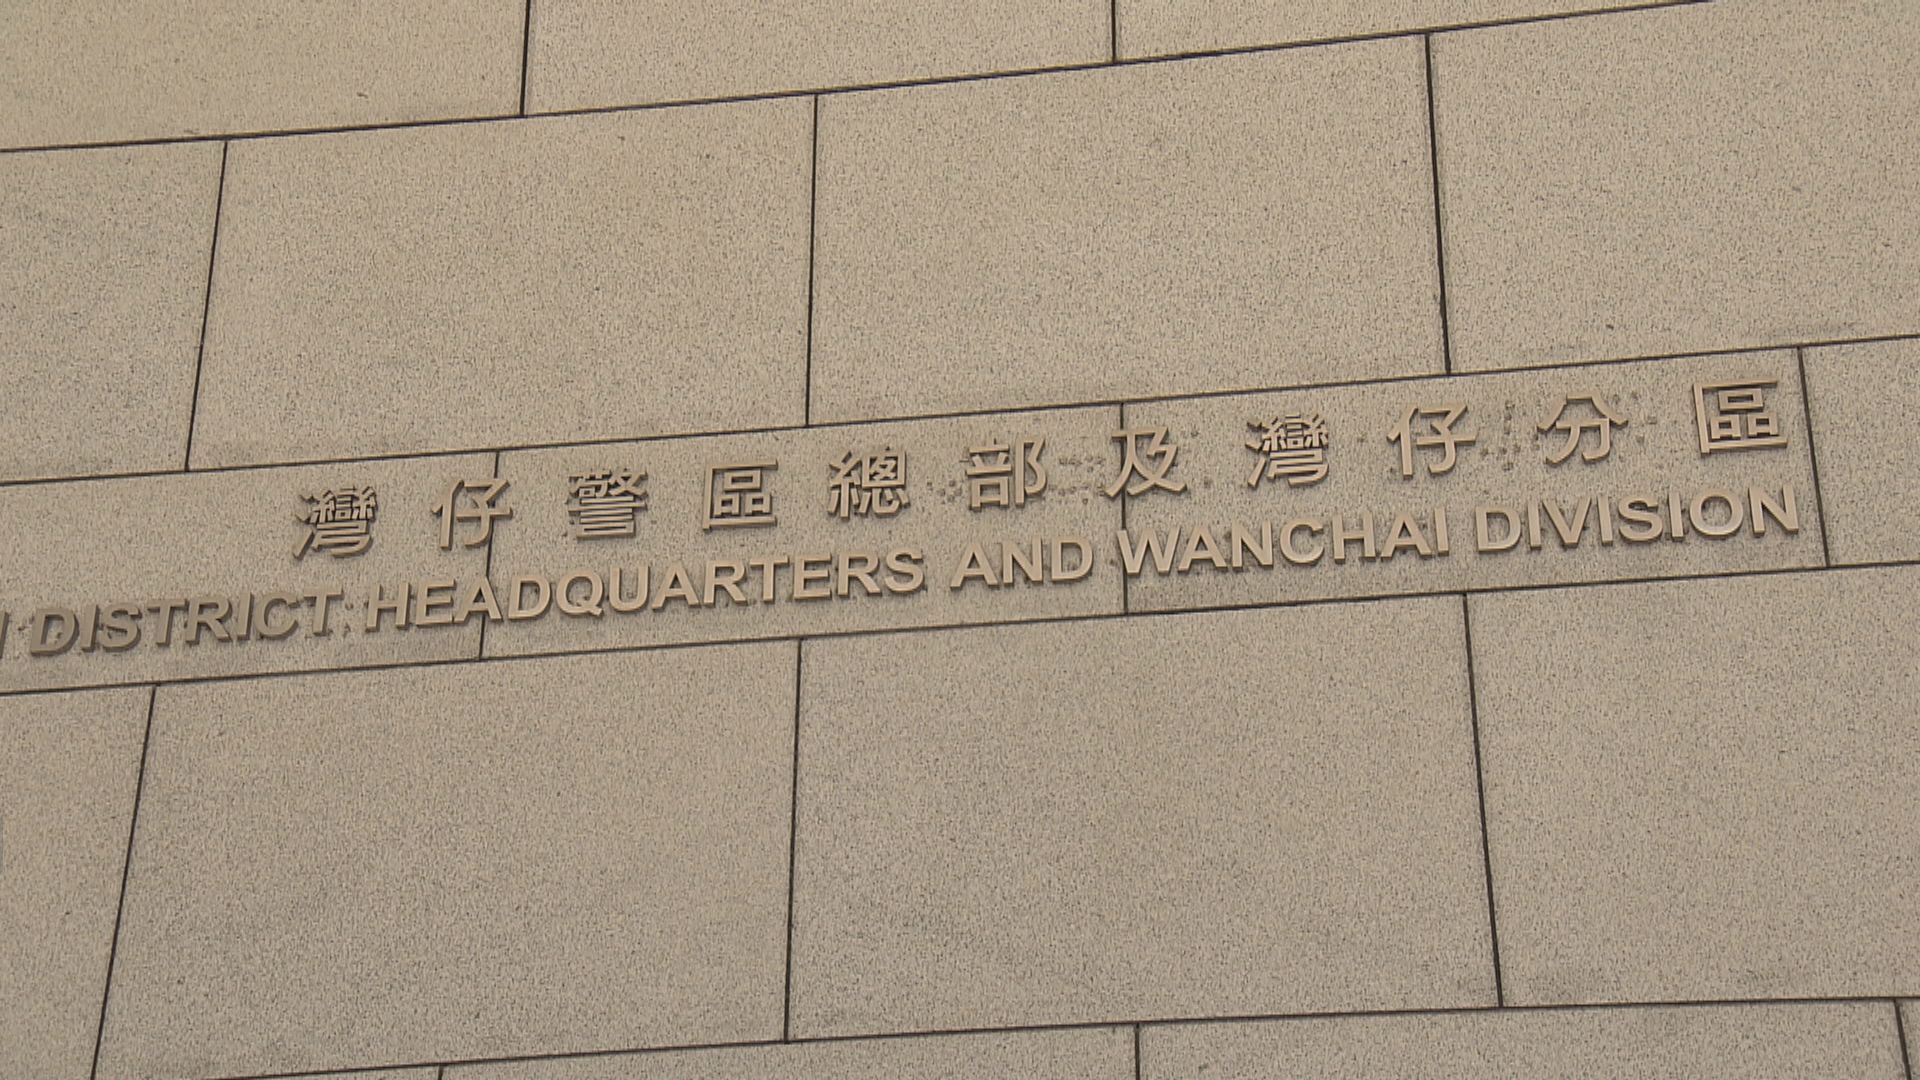 灣仔警區總部及灣仔分區
DISTRICT HEADQUARTERS AND WANCHAI DIVISION